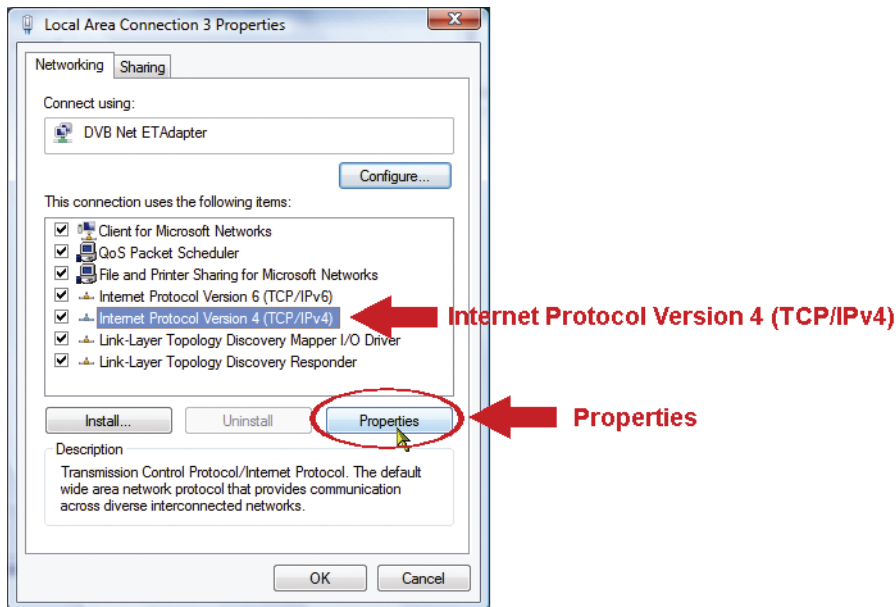 Local Area Connection 3 Properties
Networking
Sharing
Connect using:
DVB Net ETAdapter
Configure...
This connection uses the following items:
Client for Microsoft Networks
QoS Packet Scheduler
File and Printer Sharing for Microsoft Networks
Internet Protocol Version 6 (TCP/IPv6)
Internet Protocol Version 4 (TCP/IPv4)
Internet Protocol Version 4 (TCP/IPv4)
Link-Layer Topology Discovery Mapper I/O Driver
Link-Layer Topology Discovery Responder
Install...
Uninstall
Properties
Properties
Description
Transmission Control Protocol/Internet Protocol. The default
wide area network protocol that provides communication
across diverse interconnected networks.
OK
Cancel